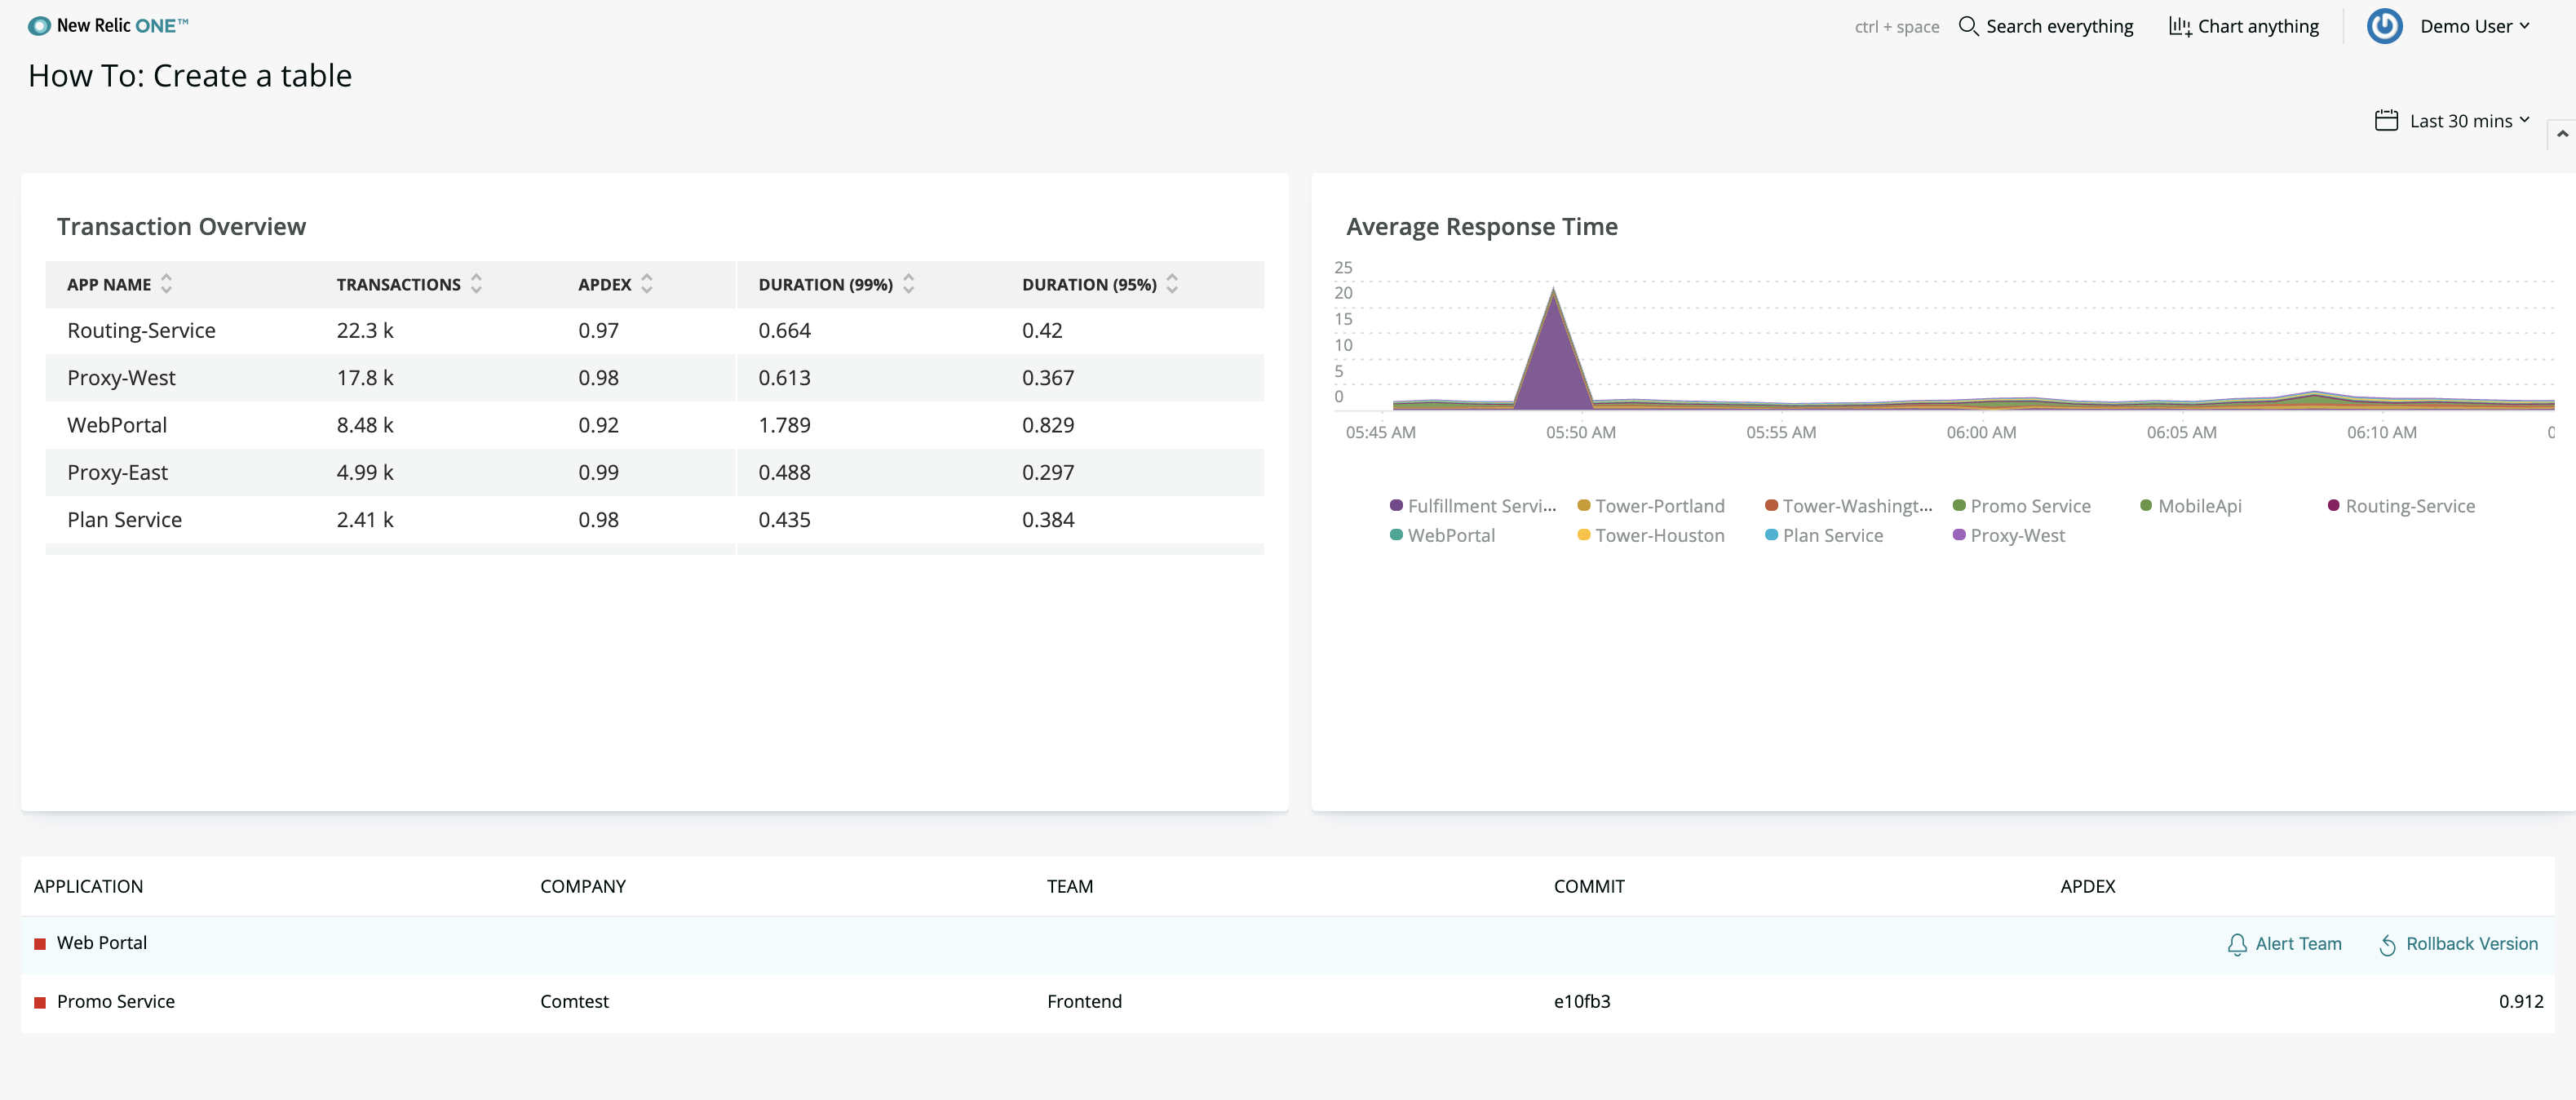 New Relic ONE™
ctrl + space Search everything Chart anything Demo User
How To: Create a table
Last 30 mins
Transaction Overview
APP NAME TRANSACTIONS APDEX DURATION (99%) DURATION (95%)
Routing-Service 22.3 k 0.97 0.664 0.42
Proxy-West 17.8 k 0.98 0.613 0.367
WebPortal 8.48 k 0.92 1.789 0.829
Proxy-East 4.99 k 0.99 0.488 0.297
Plan Service 2.41 k 0.98 0.435 0.384
Average Response Time
25
20
15
10
5
0
05:45 AM 05:50 AM 05:55 AM 06:00 AM 06:05 AM 06:10 AM 0
Fulfillment Servi... Tower-Portland Tower-Washingt... Promo Service MobileApi Routing-Service
WebPortal Tower-Houston Plan Service Proxy-West
APPLICATION COMPANY TEAM COMMIT APDEX
Web Portal Alert Team Rollback Version
Promo Service Comtest Frontend e10fb3 0.912